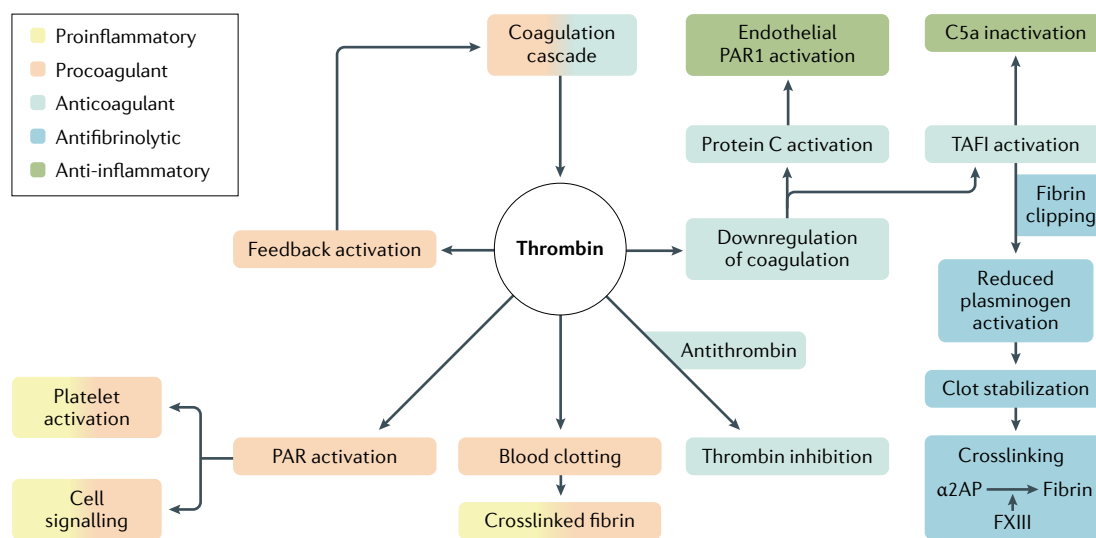 Proinflammatory
Procoagulant
Anticoagulant
Antifibrinolytic
Anti-inflammatory
Coagulation
cascade
Endothelial
PAR1 activation
C5a inactivation
Protein C activation
TAFI activation
Fibrin
clipping
Feedback activation
Thrombin
Downregulation
of coagulation
Reduced
plasminogen
activation
Antithrombin
Clot stabilization
Platelet
activation
PAR activation
Blood clotting
Thrombin inhibition
Cell
signalling
Crosslinked fibrin
Crosslinking
α2AP Fibrin
FXIII